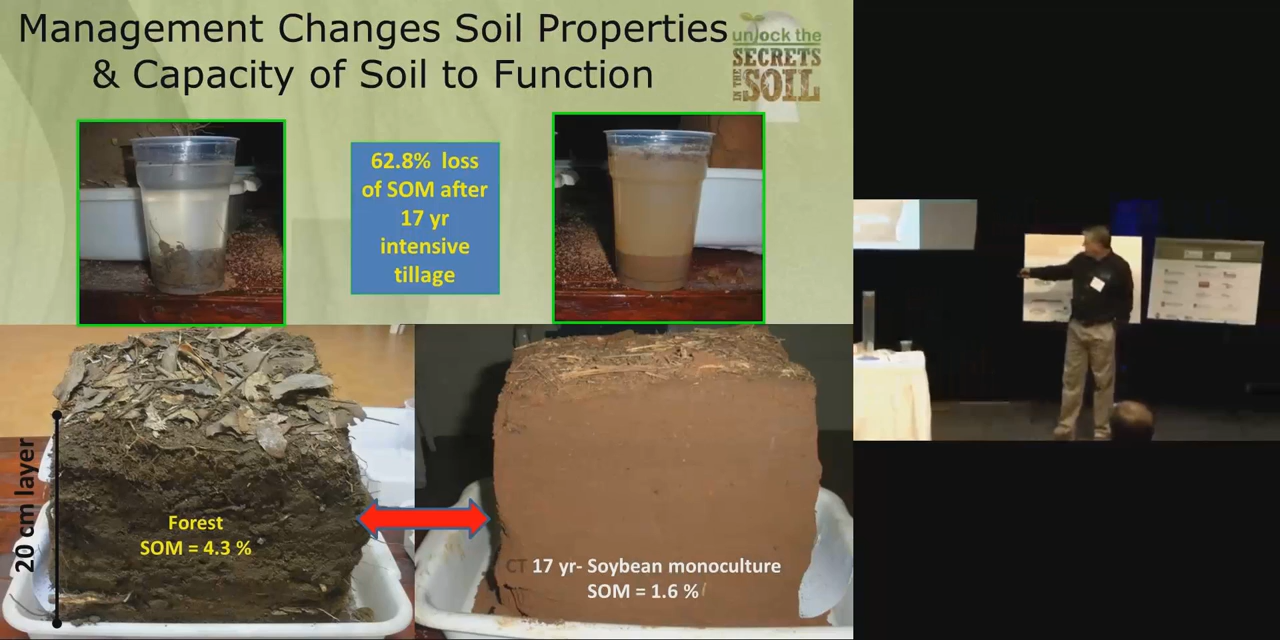 Management Changes Soil Properties
& Capacity of Soil to Function
unlock the
SECRETS
IN THE
SOIL
62.8% loss
of SOM after
17 yr
intensive
tillage
20 cm layer
Forest
SOM = 4.3 %
CT 17 yr- Soybean monoculture
SOM = 1.6 %